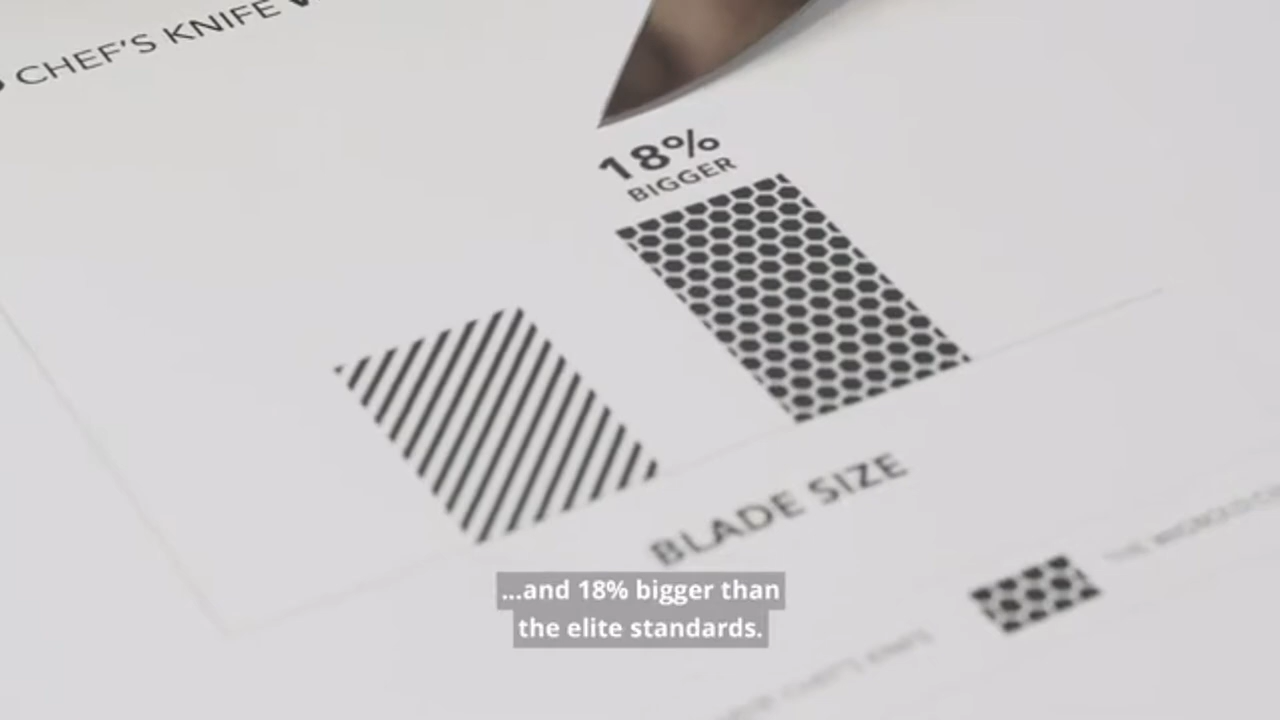 CHEF'S KNIFE
18%
BIGGER
BLADE SIZE
...and 18% bigger than
the elite standards.